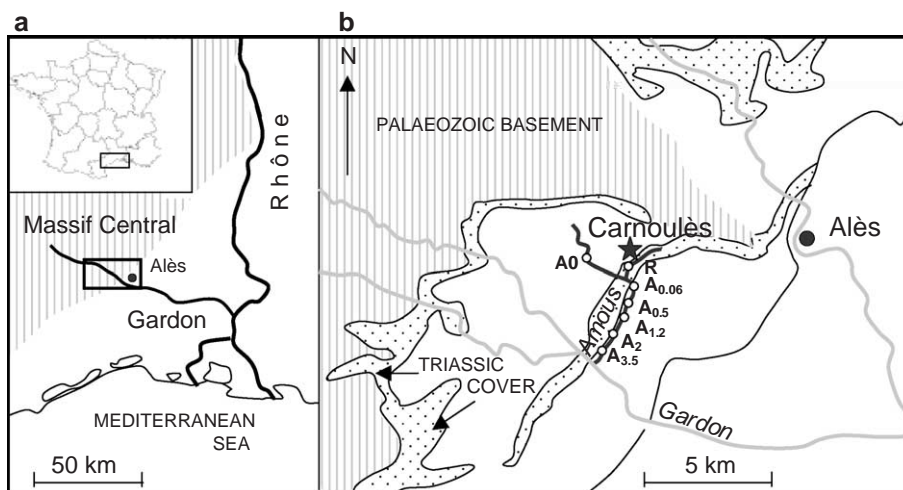 a
Rhône
Massif Central
Alès
Gardon
MEDITERRANEAN
SEA
50 km
b
N
PALAEOZOIC BASEMENT
Carnoulès
Alès
A0
R
A0.06
A0.5
A1.2
A2
A3.5
Amous
TRIASSIC
COVER
Gardon
5 km